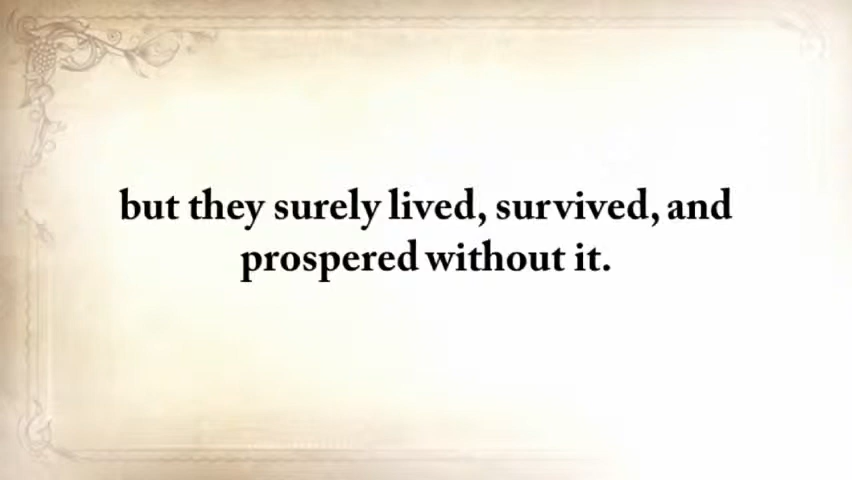 but they surely lived, survived, and
prospered without it.